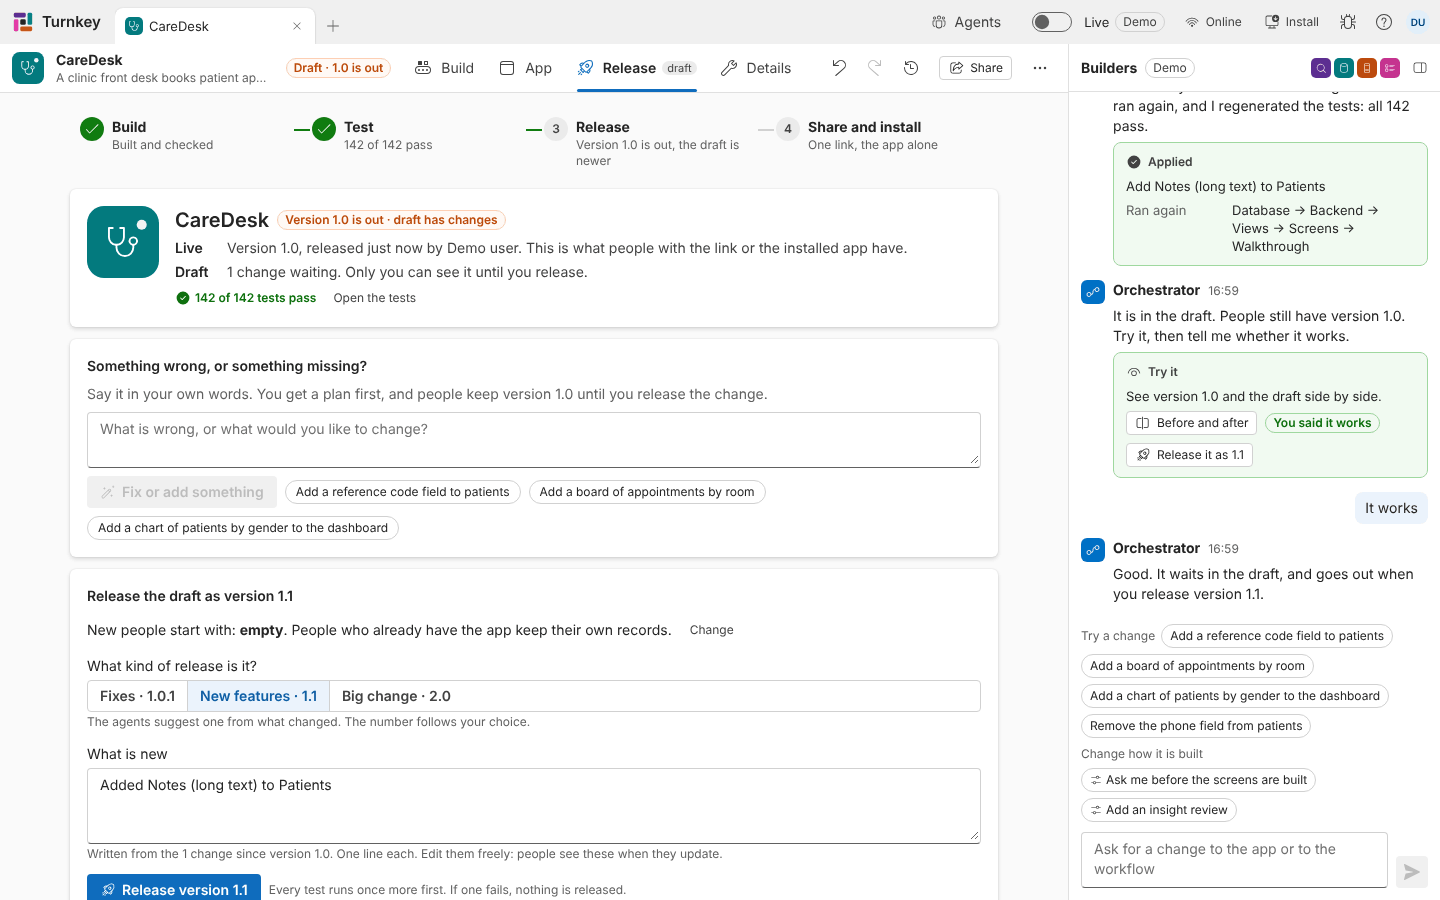 Turnkey
CareDesk
Agents
Live
Demo
Online
Install
DU
CareDesk
A clinic front desk books patient ap...
Draft · 1.0 is out
Build
App
Release
draft
Details
Share
Builders
Demo
Build
Built and checked
Test
142 of 142 pass
3
Release
Version 1.0 is out, the draft is
newer
4
Share and install
One link, the app alone
CareDesk
Version 1.0 is out · draft has changes
Live
Version 1.0, released just now by Demo user. This is what people with the link or the installed app have.
Draft
1 change waiting. Only you can see it until you release.
142 of 142 tests pass
Open the tests
Something wrong, or something missing?
Say it in your own words. You get a plan first, and people keep version 1.0 until you release the change.
What is wrong, or what would you like to change?
Fix or add something
Add a reference code field to patients
Add a board of appointments by room
Add a chart of patients by gender to the dashboard
Release the draft as version 1.1
New people start with: empty. People who already have the app keep their own records.
Change
What kind of release is it?
Fixes · 1.0.1
New features · 1.1
Big change · 2.0
The agents suggest one from what changed. The number follows your choice.
What is new
Added Notes (long text) to Patients
Written from the 1 change since version 1.0. One line each. Edit them freely: people see these when they update.
Release version 1.1
Every test runs once more first. If one fails, nothing is released.
ran again, and I regenerated the tests: all 142
pass.
Applied
Add Notes (long text) to Patients
Ran again
Database → Backend →
Views → Screens →
Walkthrough
Orchestrator 16:59
It is in the draft. People still have version 1.0.
Try it, then tell me whether it works.
Try it
See version 1.0 and the draft side by side.
Before and after
You said it works
Release it as 1.1
It works
Orchestrator 16:59
Good. It waits in the draft, and goes out when
you release version 1.1.
Try a change
Add a reference code field to patients
Add a board of appointments by room
Add a chart of patients by gender to the dashboard
Remove the phone field from patients
Change how it is built
Ask me before the screens are built
Add an insight review
Ask for a change to the app or to the
workflow